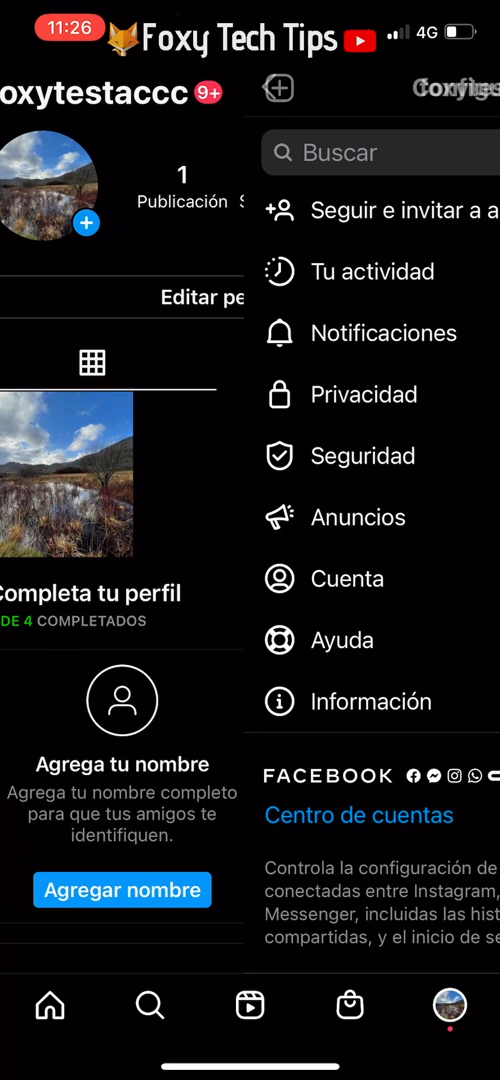 11:26
Foxy Tech Tips
4G
oxytestaccc 9+
1
Publicación
Editar pe
Completa tu perfil
DE 4 COMPLETADOS
Agrega tu nombre
Agrega tu nombre completo
para que tus amigos te
identifiquen.
Agregar nombre
Buscar
Seguir e invitar a a
Tu actividad
Notificaciones
Privacidad
Seguridad
Anuncios
Cuenta
Ayuda
Información
FACEBOOK
Centro de cuentas
Controla la configuración de
conectadas entre Instagram,
Messenger, incluidas las hist
compartidas, y el inicio de se